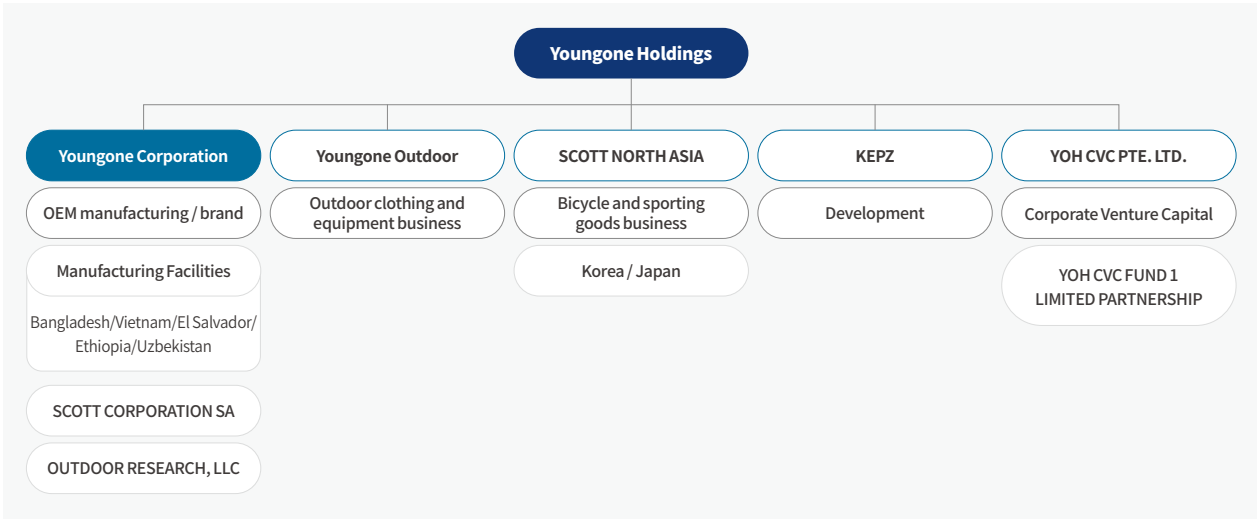 Youngone Holdings
Youngone Corporation
OEM manufacturing / brand
Manufacturing Facilities
Bangladesh/Vietnam/El Salvador/
Ethiopia/Uzbekistan
SCOTT CORPORATION SA
OUTDOOR RESEARCH, LLC
Youngone Outdoor
Outdoor clothing and
equipment business
SCOTT NORTH ASIA
Bicycle and sporting
goods business
Korea / Japan
KEPZ
Development
YOH CVC PTE. LTD.
Corporate Venture Capital
YOH CVC FUND 1
LIMITED PARTNERSHIP